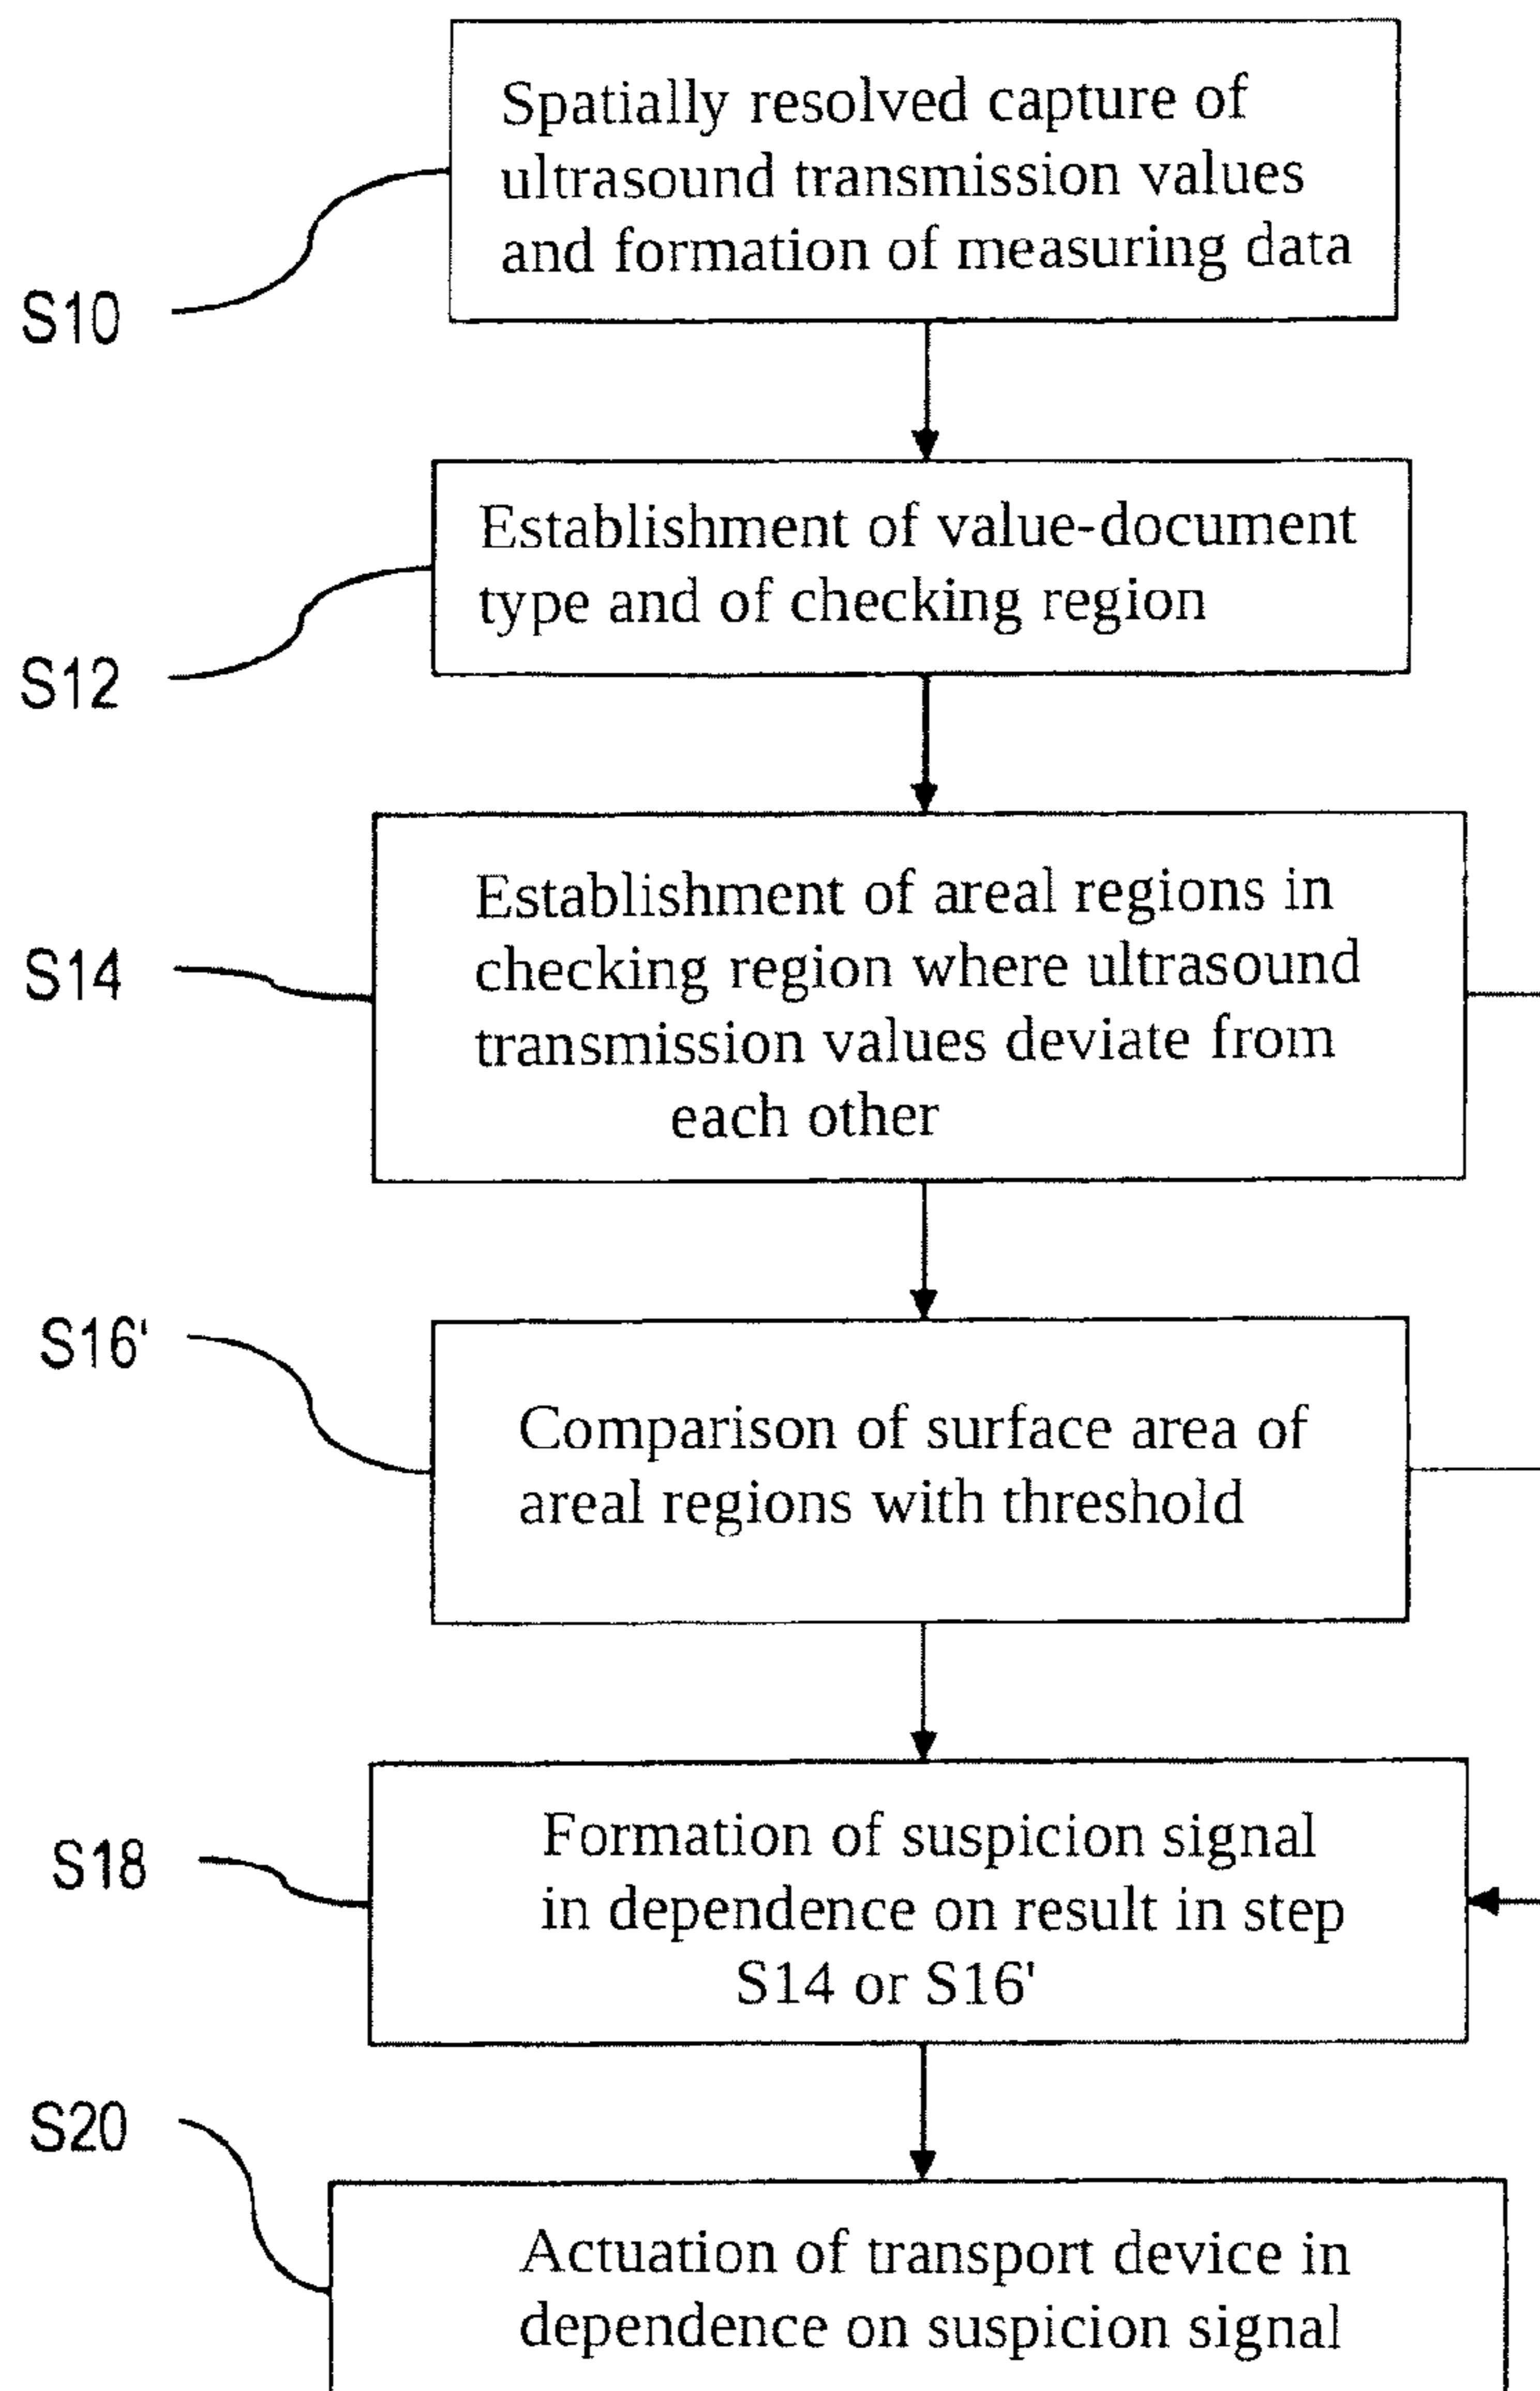 Spatially resolved capture of
ultrasound transmission values
and formation of measuring data
S10
Establishment of value-document
type and of checking region
S12
Establishment of areal regions in
checking region where ultrasound
transmission values deviate from
each other
S14
S16'
Comparison of surface area of
areal regions with threshold
Formation of suspicion signal
in dependence on result in step
S14 or S16'
S18
S20
Actuation of transport device in
dependence on suspicion signal